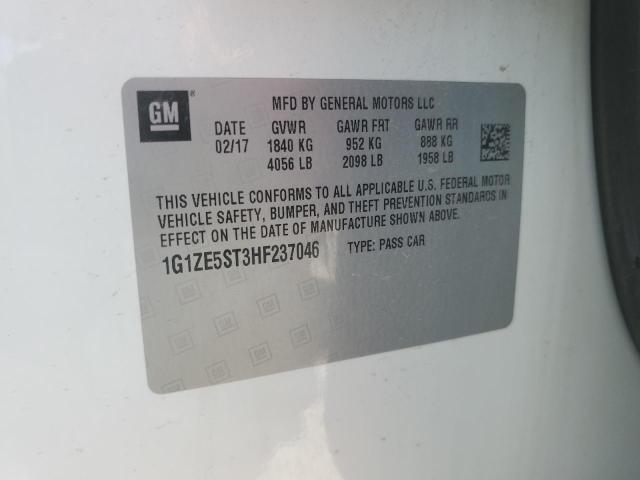 GM ®
MFD BY GENERAL MOTORS LLC
DATE GVWR GAWR FRT GAWR RR
02/17 1840 KG 952 KG 888 KG
4056 LB 2098 LB 1958 LB
THIS VEHICLE CONFORMS TO ALL APPLICABLE U.S. FEDERAL MOTOR
VEHICLE SAFETY, BUMPER, AND THEFT PREVENTION STANDARDS IN
EFFECT ON THE DATE OF MANUFACTURE SHOWN ABOVE.
1G1ZE5ST3HF237046 TYPE: PASS CAR